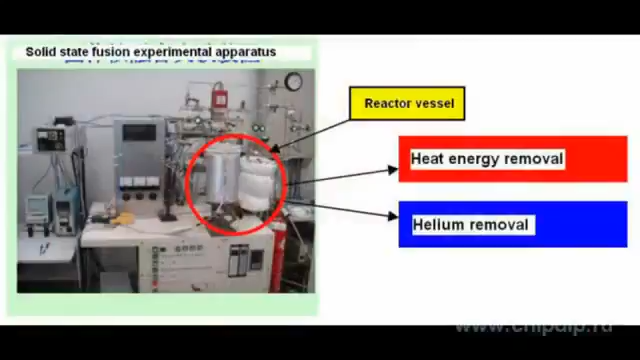 Solid state fusion experimental apparatus
Reactor vessel
Heat energy removal
Helium removal
www.chipdip.ru